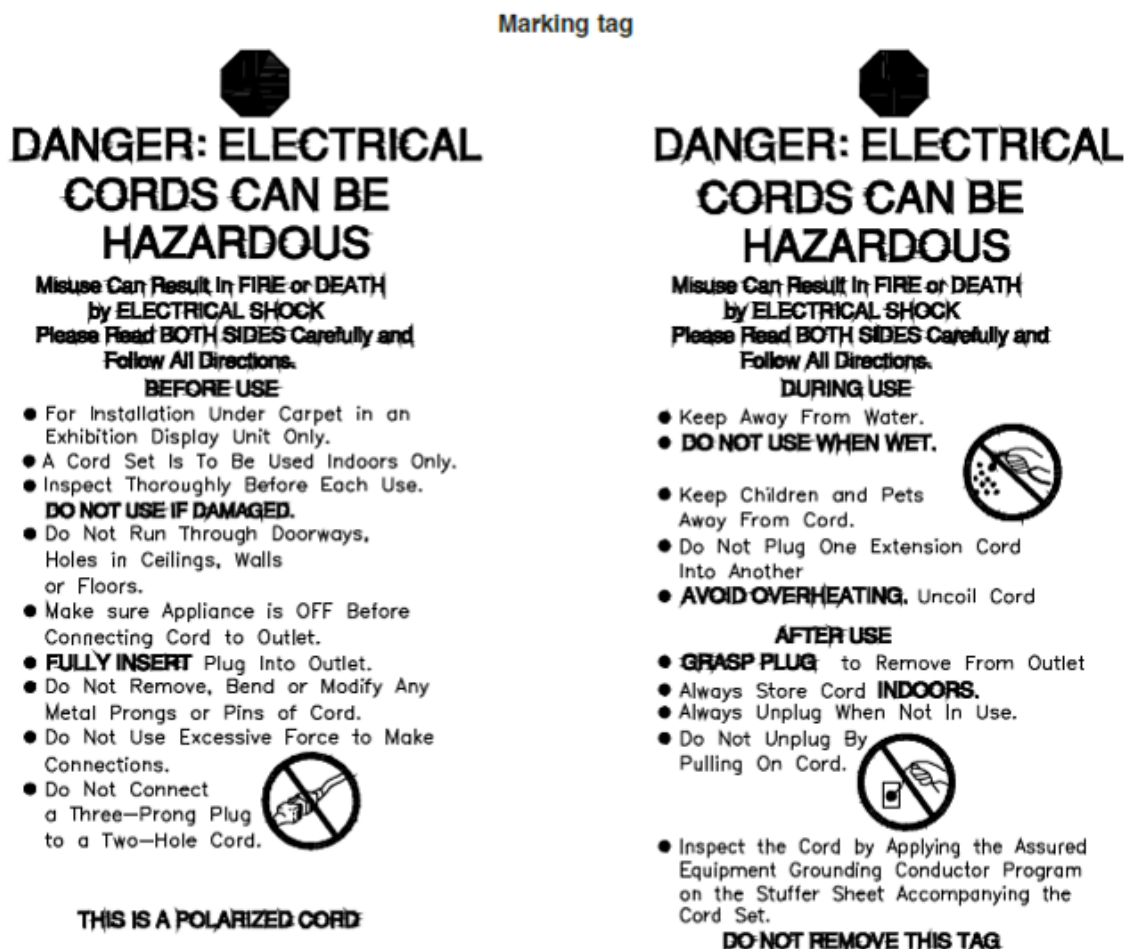 Marking tag
DANGER: ELECTRICAL
CORDS CAN BE
HAZARDOUS
Misuse Can Result In FIRE or DEATH
by ELECTRICAL SHOCK
Please Read BOTH SIDES Carefully and
Follow All Directions.
BEFORE USE
● For Installation Under Carpet in an
Exhibition Display Unit Only.
● A Cord Set Is To Be Used Indoors Only.
● Inspect Thoroughly Before Each Use.
DO NOT USE IF DAMAGED.
● Do Not Run Through Doorways,
Holes in Ceilings, Walls
or Floors.
● Make sure Appliance is OFF Before
Connecting Cord to Outlet.
● FULLY INSERT Plug Into Outlet.
● Do Not Remove, Bend or Modify Any
Metal Prongs or Pins of Cord.
● Do Not Use Excessive Force to Make
Connections.
● Do Not Connect
a Three-Prong Plug
to a Two-Hole Cord.
THIS IS A POLARIZED CORD
DANGER: ELECTRICAL
CORDS CAN BE
HAZARDOUS
Misuse Can Result In FIRE or DEATH
by ELECTRICAL SHOCK
Please Read BOTH SIDES Carefully and
Follow All Directions.
DURING USE
● Keep Away From Water.
● DO NOT USE WHEN WET.
● Keep Children and Pets
Away From Cord.
● Do Not Plug One Extension Cord
Into Another
● AVOID OVERHEATING. Uncoil Cord
AFTER USE
● GRASP PLUG to Remove From Outlet
● Always Store Cord INDOORS.
● Always Unplug When Not In Use.
● Do Not Unplug By
Pulling On Cord.
● Inspect the Cord by Applying the Assured
Equipment Grounding Conductor Program
on the Stuffer Sheet Accompanying the
Cord Set.
DO NOT REMOVE THIS TAG